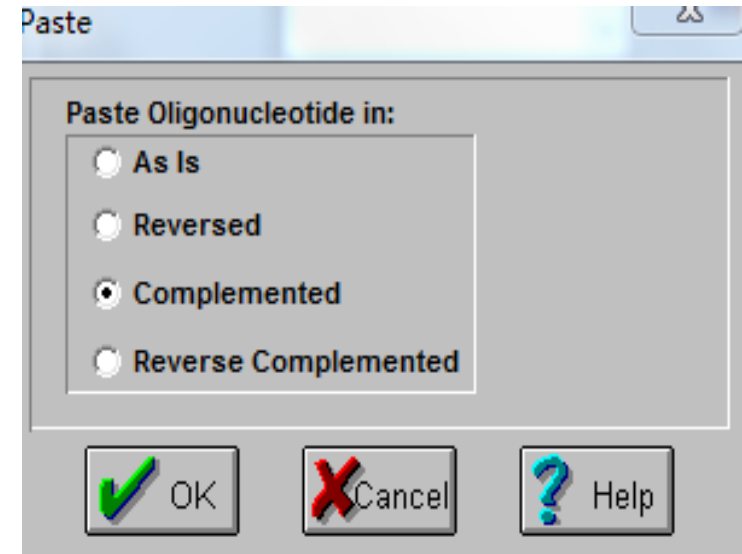 Paste
Paste Oligonucleotide in:
As Is
Reversed
Complemented
Reverse Complemented
OK Cancel Help